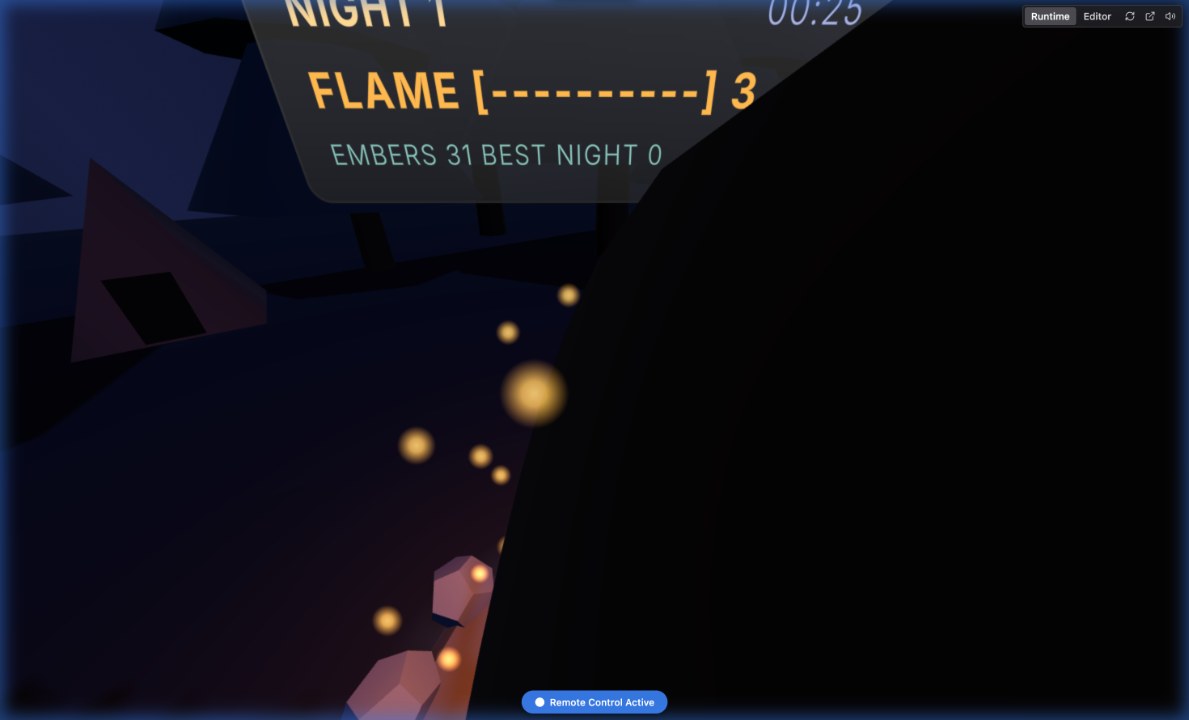 NIGHT 1 00:25
Runtime Editor
FLAME [----------] 3
EMBERS 31 BEST NIGHT 0
Remote Control Active